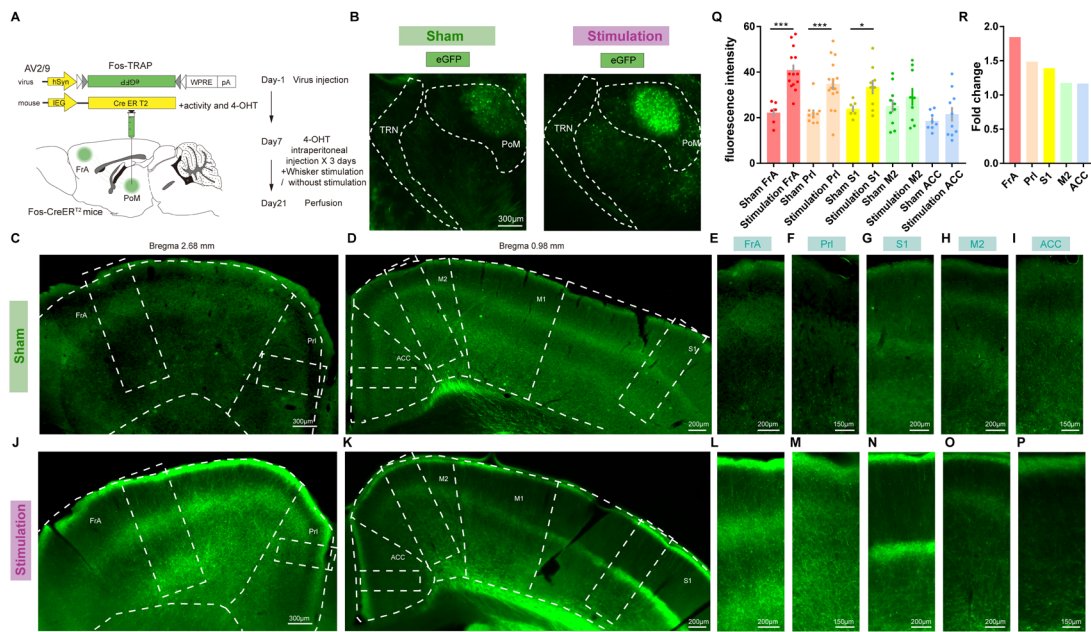 A
Fos-TRAP
AV2/9
virus
hSyn
eGFP
WPRE
pA
mouse
IEG
Cre ER T2
+activity and 4-OHT
FrA
PoM
Fos-CreER^T2 mice
Day-1 Virus injection
Day7 4-OHT
intraperitoneal
injection X 3 days
+Whisker stimulation
/ withoust stimulation
Day21 Perfusion
B
Sham
eGFP
TRN
PoM
300μm
Stimulation
eGFP
TRN
PoM
Q
fluorescence intensity
60
40
20
0
***
***
*
Sham FrA
Stimulation FrA
Sham Prl
Stimulation Prl
Sham S1
Stimulation S1
Sham M2
Stimulation M2
Sham ACC
Stimulation ACC
R
Fold change
2.0
1.5
1.0
0.5
0.0
FrA
Prl
S1
M2
ACC
Sham
C
Bregma 2.68 mm
FrA
Prl
300μm
D
Bregma 0.98 mm
M2
M1
ACC
S1
200μm
E
FrA
200μm
F
Prl
150μm
G
S1
200μm
H
M2
200μm
I
ACC
150μm
Stimulation
J
FrA
Prl
300μm
K
M2
M1
ACC
S1
200μm
L
200μm
M
150μm
N
200μm
O
200μm
P
150μm